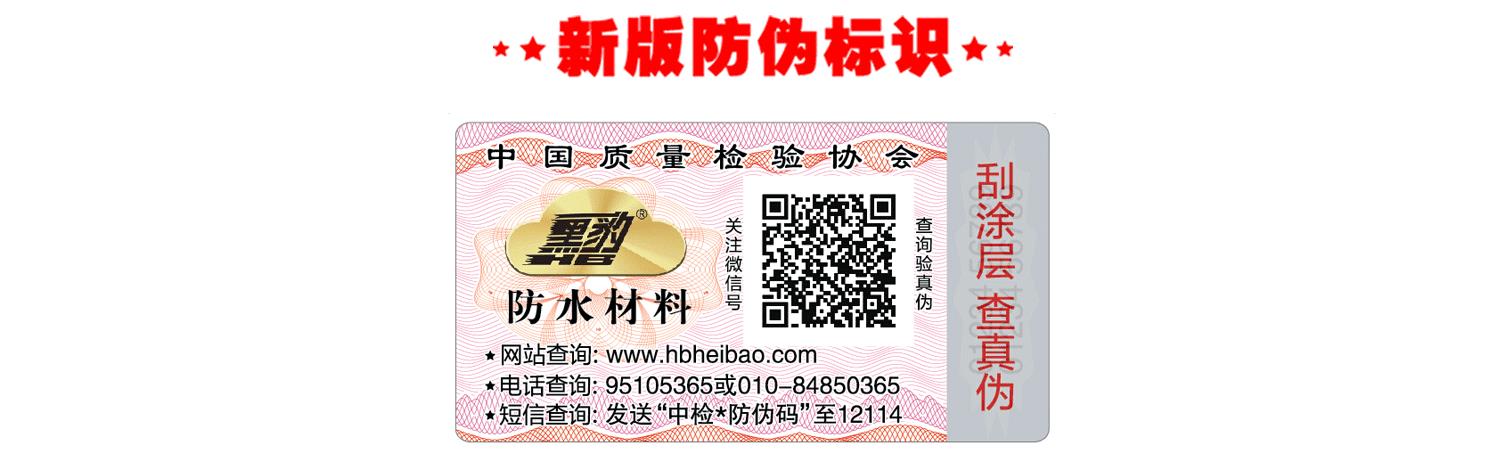 新版防伪标识
中国质量检验协会
黑豹®
HB
防水材料
关注微信号
查询验真伪
★网站查询: www.hbheibao.com
★电话查询: 95105365或010-84850365
★短信查询: 发送“中检*防伪码”至12114
刮涂层 查真伪